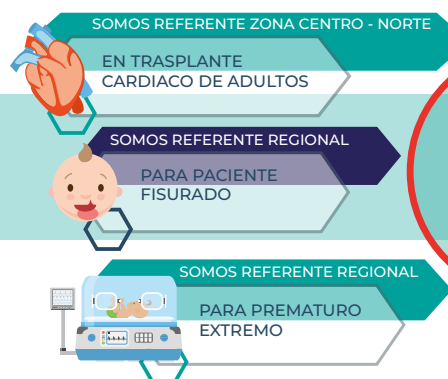 SOMOS REFERENTE ZONA CENTRO - NORTE
EN TRASPLANTE
CARDIACO DE ADULTOS
SOMOS REFERENTE REGIONAL
PARA PACIENTE
FISURADO
SOMOS REFERENTE REGIONAL
PARA PREMATURO
EXTREMO